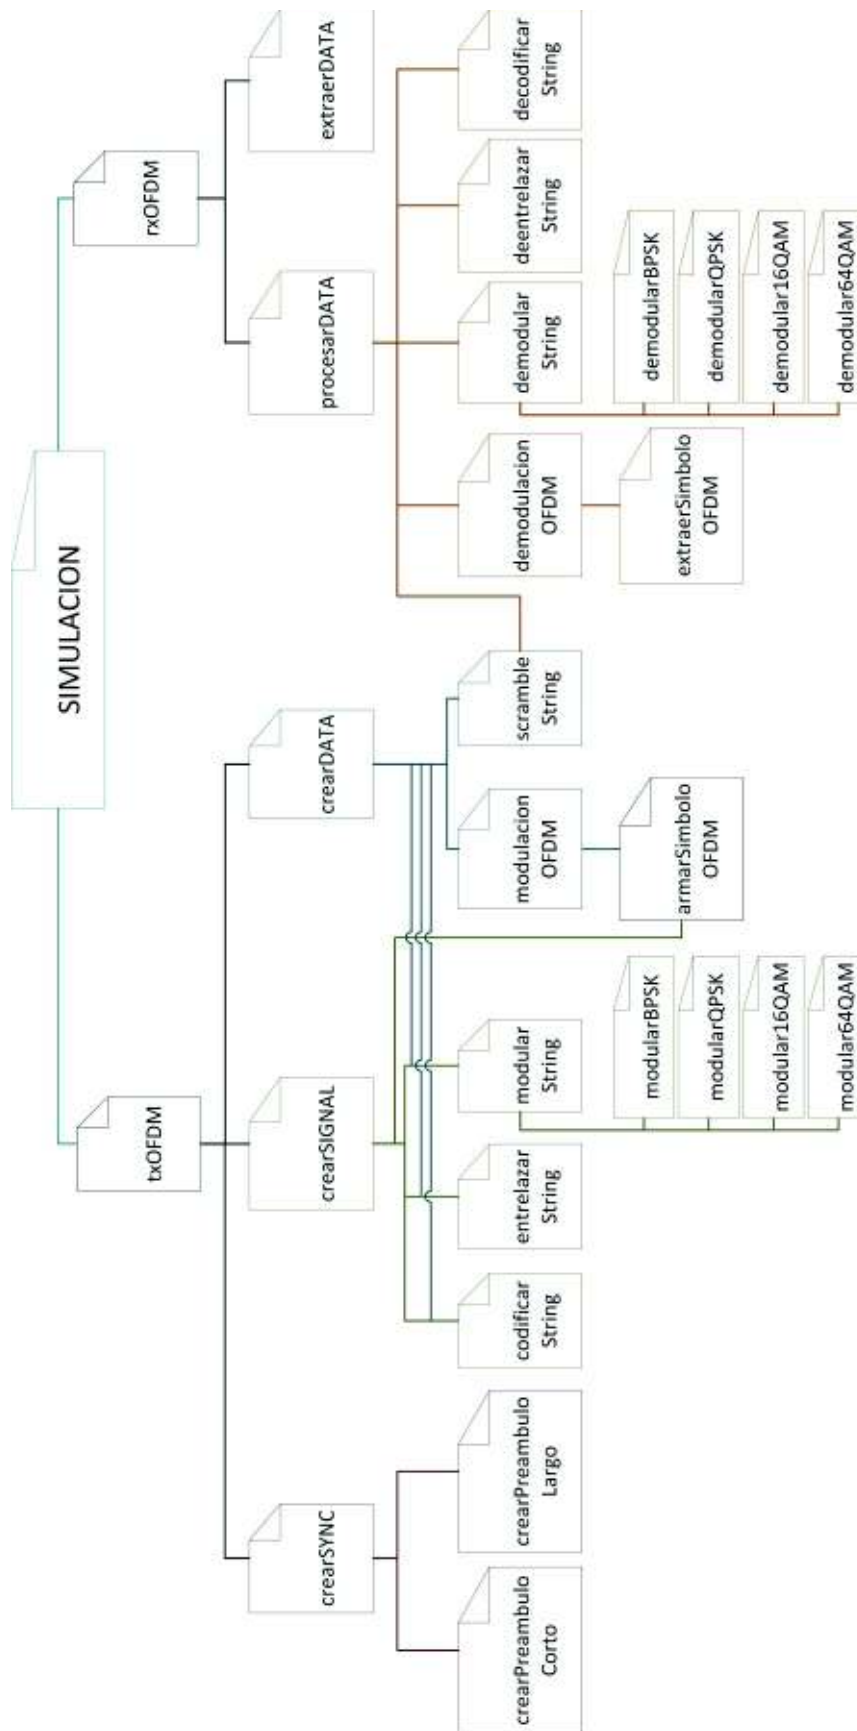 SIMULACION
txOFDM
rxOFDM
crearSYNC
crearSIGNAL
crearDATA
procesarDATA
extraerDATA
crearPreambulo
Corto
crearPreambulo
Largo
codificar
String
entrelazar
String
modular
String
modulacion
OFDM
scramble
String
demodulacion
OFDM
demodular
String
deentrelazar
String
decodificar
String
modularBPSK
modularQPSK
modular16QAM
modular64QAM
armarSimbolo
OFDM
extraerSimbolo
OFDM
demodularBPSK
demodularQPSK
demodular16QAM
demodular64QAM